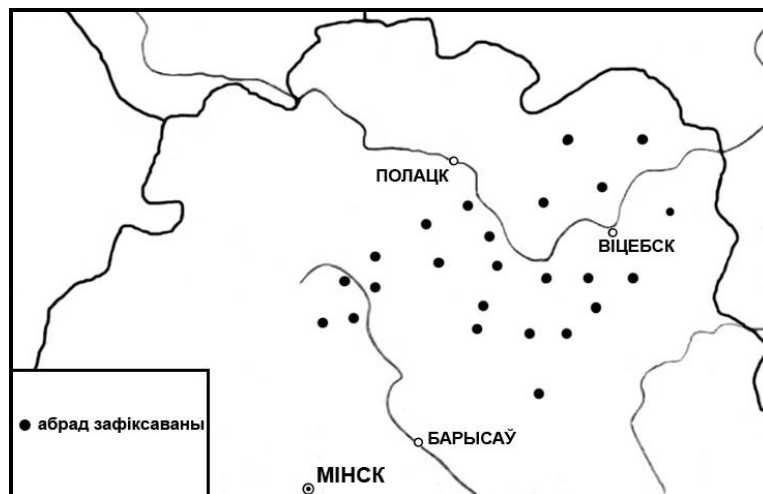 ПОЛАЦК
ВІЦЕБСК
абрад зафіксаваны
БАРЫСАЎ
МІНСК